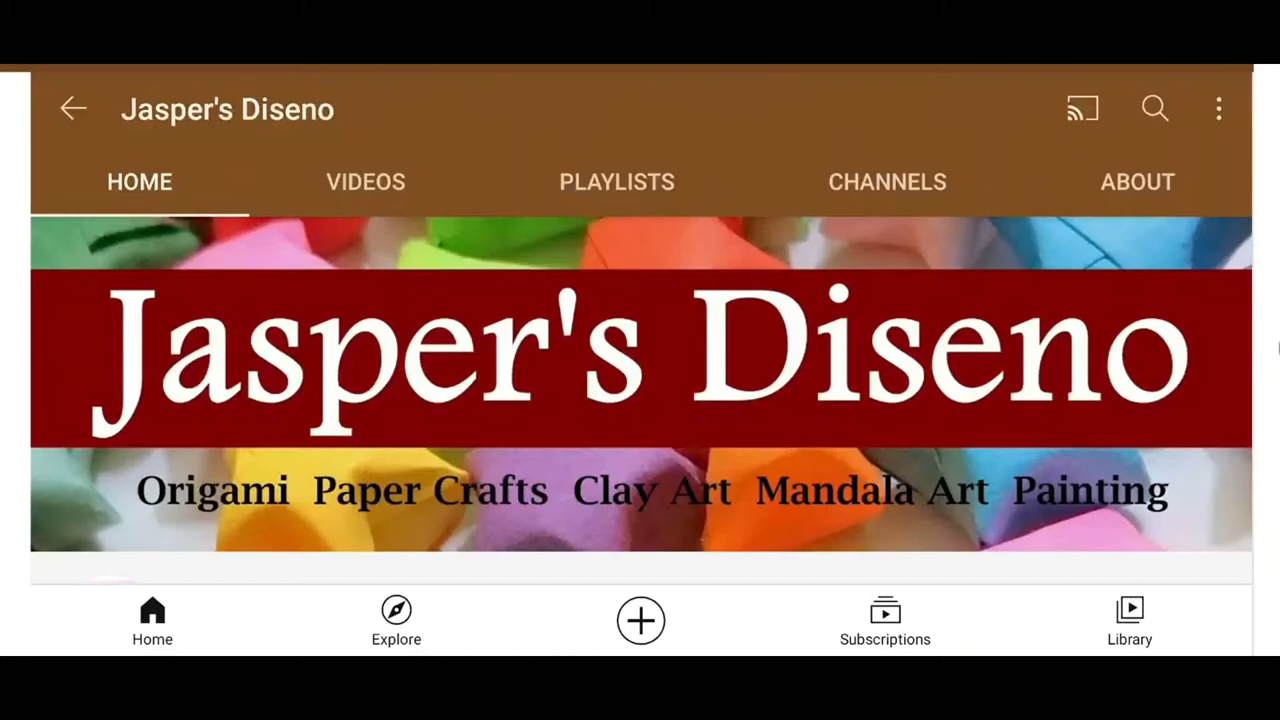 Jasper's Diseno
HOME VIDEOS PLAYLISTS CHANNELS ABOUT
Jasper's Diseno
Origami Paper Crafts Clay Art Mandala Art Painting
Home Explore Subscriptions Library